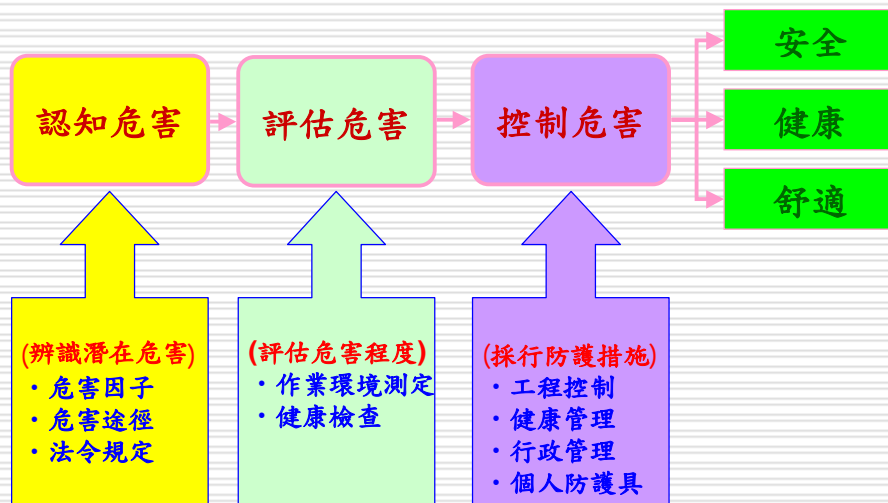 認知危害
評估危害
控制危害
安全
健康
舒適
(辨識潛在危害)
・危害因子
・危害途徑
・法令規定
(評估危害程度)
・作業環境測定
・健康檢查
(採行防護措施)
・工程控制
・健康管理
・行政管理
・個人防護具